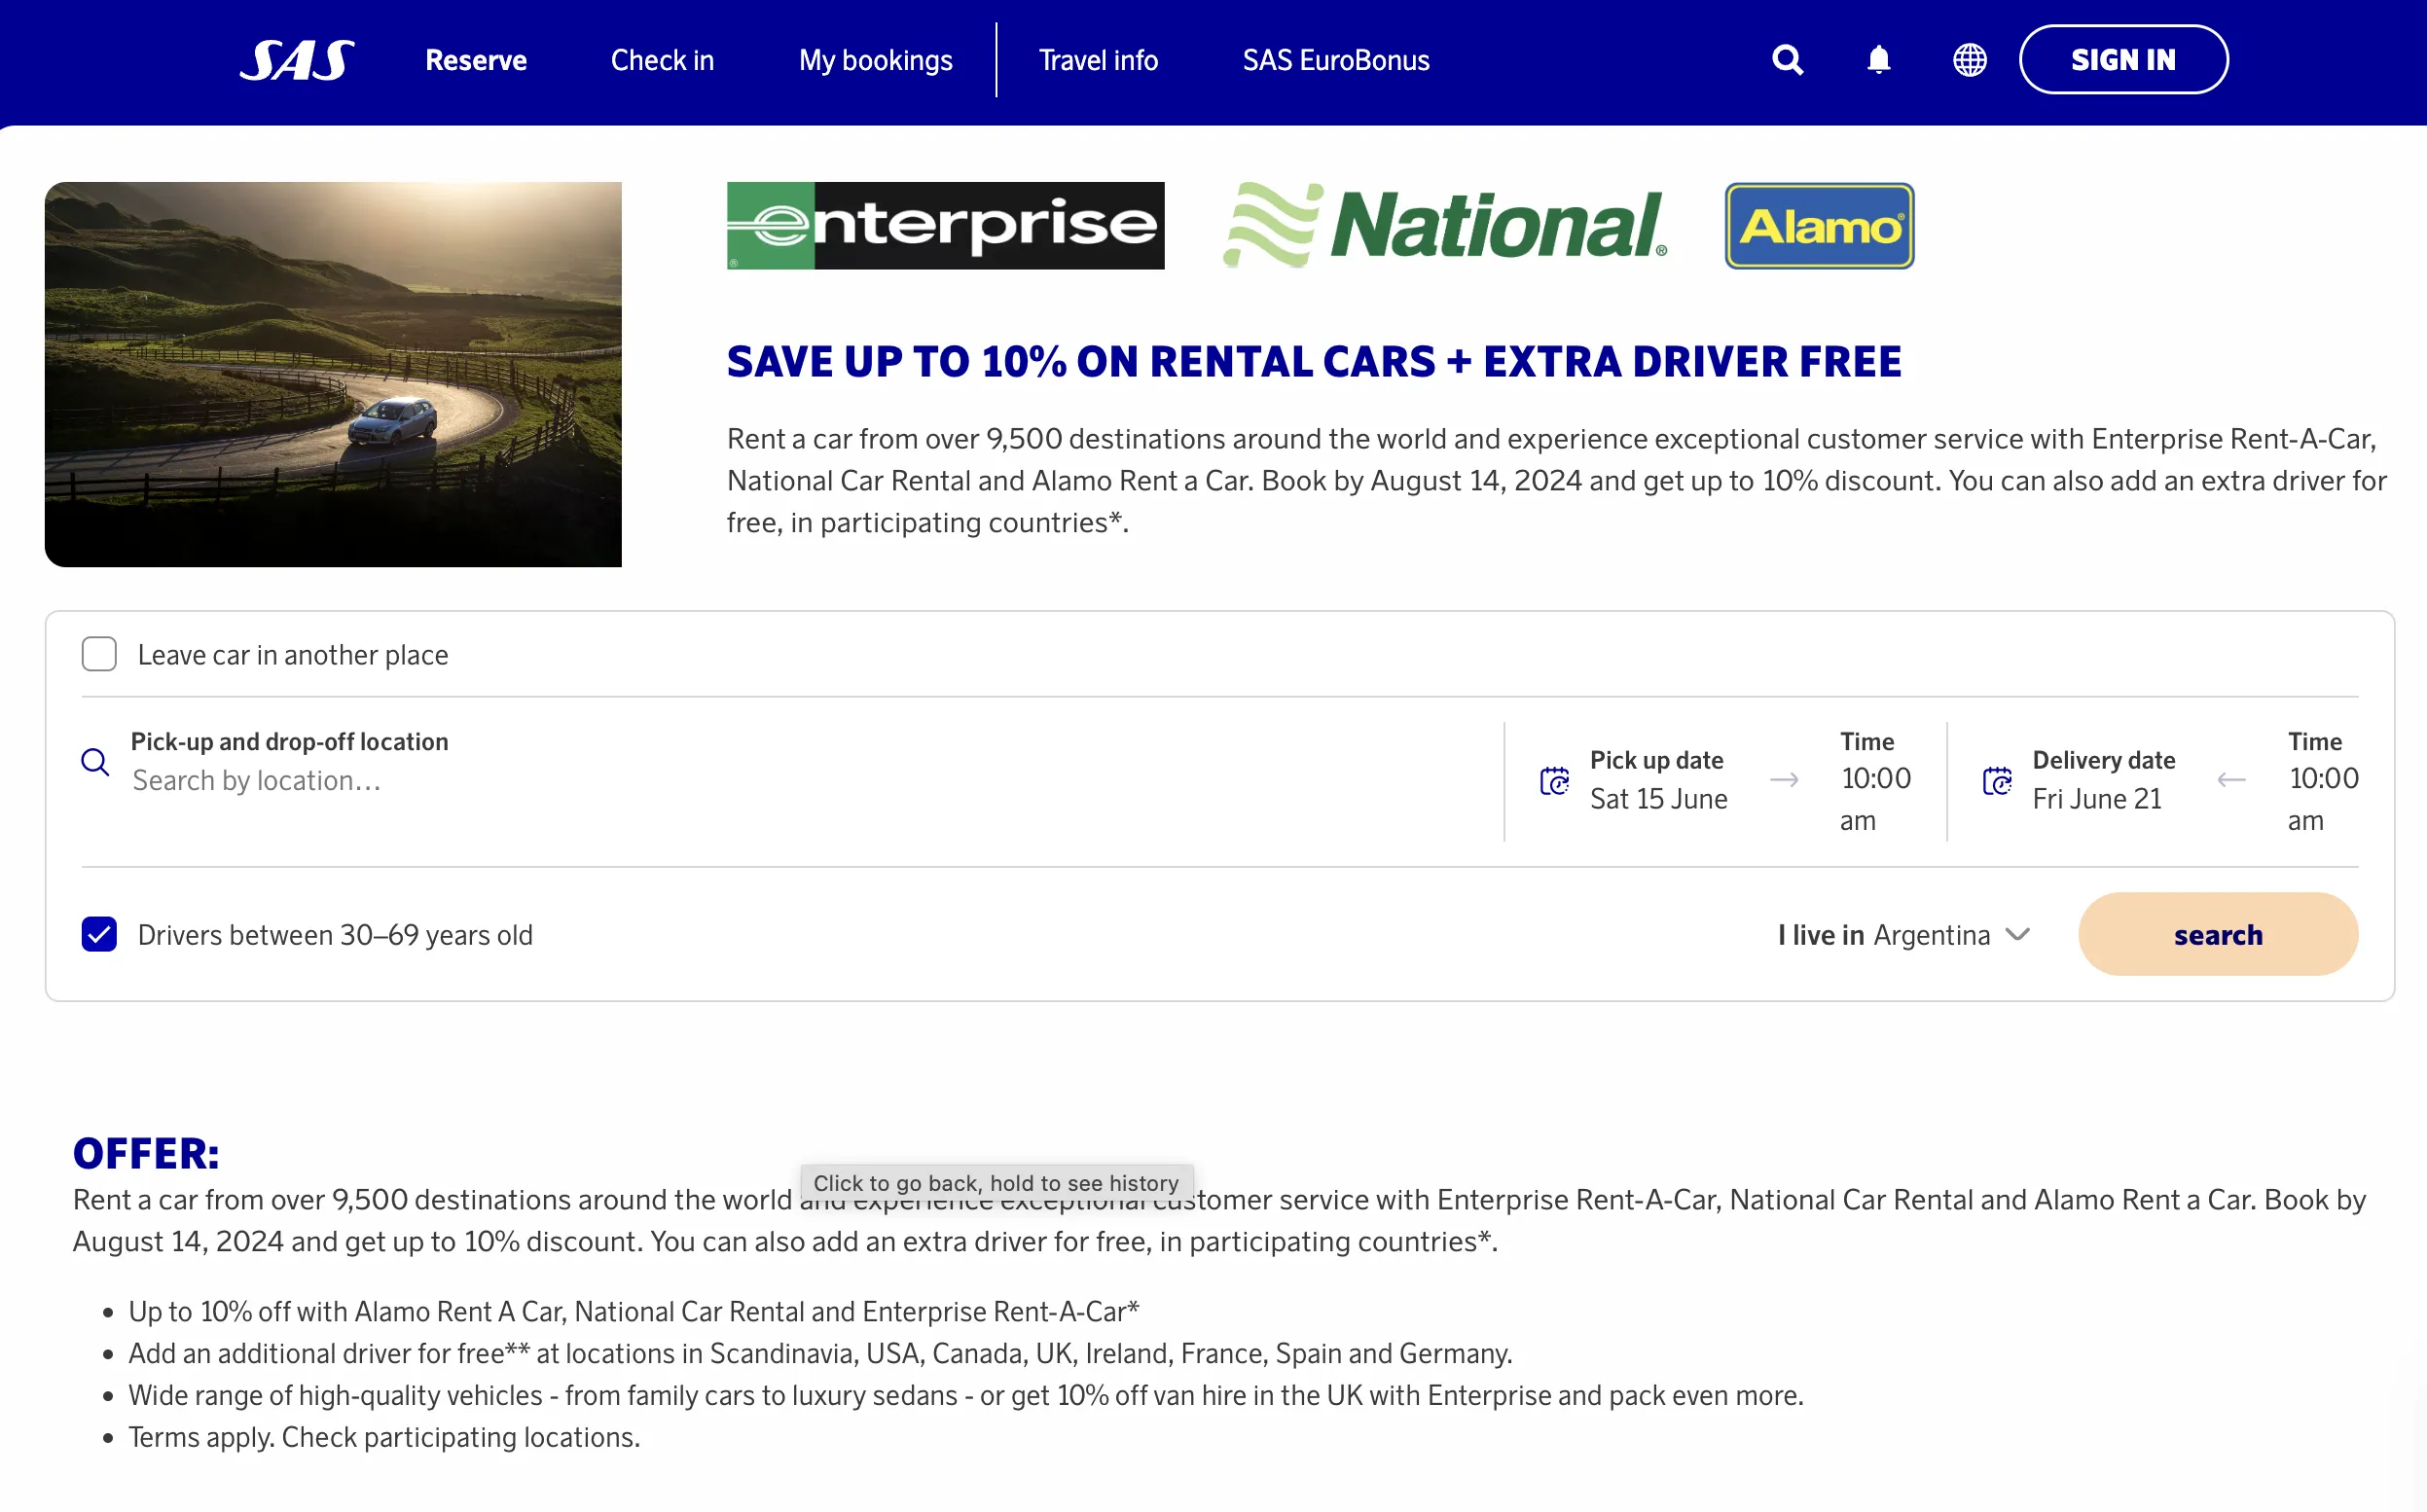 SAS Reserve Check in My bookings Travel info SAS EuroBonus SIGN IN
enterprise® National® Alamo®
SAVE UP TO 10% ON RENTAL CARS + EXTRA DRIVER FREE
Rent a car from over 9,500 destinations around the world and experience exceptional customer service with Enterprise Rent-A-Car,
National Car Rental and Alamo Rent a Car. Book by August 14, 2024 and get up to 10% discount. You can also add an extra driver for
free, in participating countries*.
Leave car in another place
Pick-up and drop-off location
Search by location...
Pick up date
Sat 15 June
Time
10:00
am
Delivery date
Fri June 21
Time
10:00
am
Drivers between 30–69 years old
I live in Argentina
search
OFFER:
Click to go back, hold to see history
Rent a car from over 9,500 destinations around the world and experience exceptional customer service with Enterprise Rent-A-Car, National Car Rental and Alamo Rent a Car. Book by
August 14, 2024 and get up to 10% discount. You can also add an extra driver for free, in participating countries*.
• Up to 10% off with Alamo Rent A Car, National Car Rental and Enterprise Rent-A-Car*
• Add an additional driver for free** at locations in Scandinavia, USA, Canada, UK, Ireland, France, Spain and Germany.
• Wide range of high-quality vehicles - from family cars to luxury sedans - or get 10% off van hire in the UK with Enterprise and pack even more.
• Terms apply. Check participating locations.